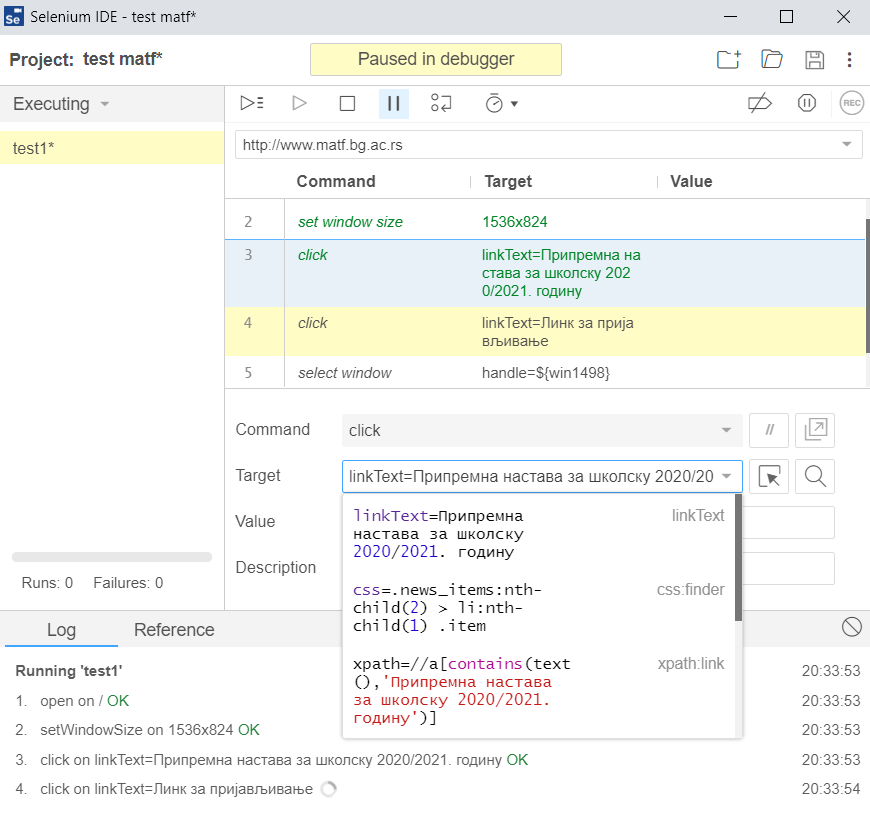 Se Selenium IDE - test matf*
Project: test matf*
Paused in debugger
Executing
REC
test1*
http://www.matf.bg.ac.rs
Command Target Value
2 set window size 1536x824
3 click linkText=Припремна на
става за школску 202
0/2021. годину
4 click linkText=Линк за прија
вљивање
5 select window handle=${win1498}
Command click //
Target linkText=Припремна настава за школску 2020/20
Value
Description
linkText=Припремна linkText
настава за школску
2020/2021. годину
css=.news_items:nth- css:finder
child(2) > li:nth-
child(1) .item
xpath=//a[contains(text xpath:link
(),'Припремна настава
за школску 2020/2021.
годину')]
Runs: 0 Failures: 0
Log Reference
Running 'test1' 20:33:53
1. open on / OK 20:33:53
2. setWindowSize on 1536x824 OK 20:33:53
3. click on linkText=Припремна настава за школску 2020/2021. годину OK 20:33:53
4. click on linkText=Линк за пријављивање 20:33:54